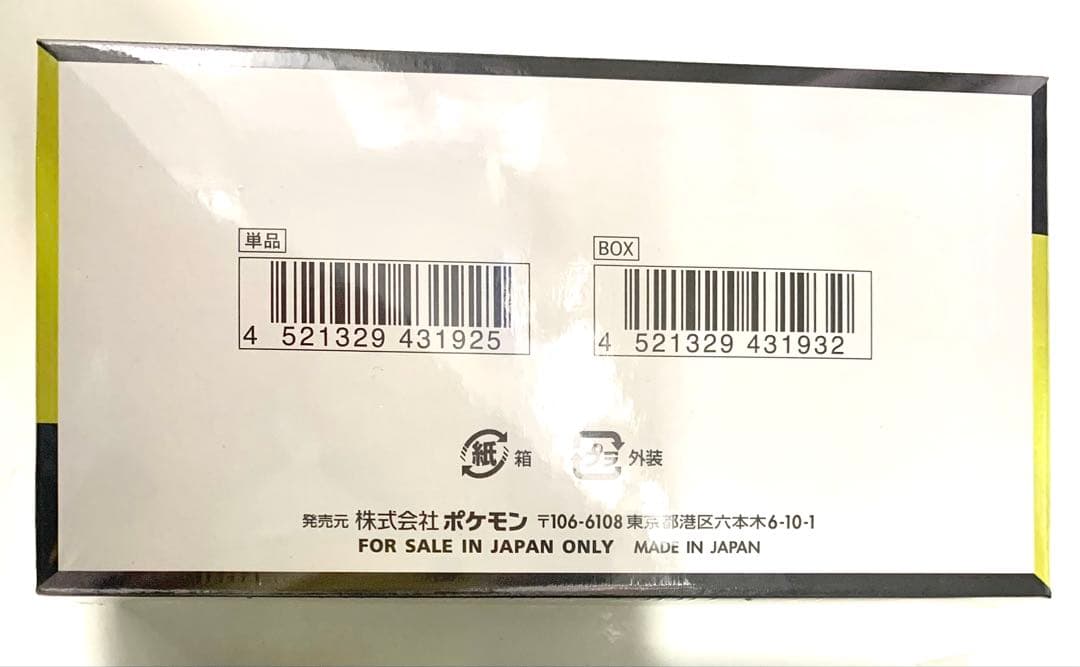 単品
BOX
4 521329 431925
4 521329 431932
紙 箱
プラ 外装
発売元 株式会社 ポケモン 〒106-6108 東京都港区六本木6-10-1
FOR SALE IN JAPAN ONLY MADE IN JAPAN